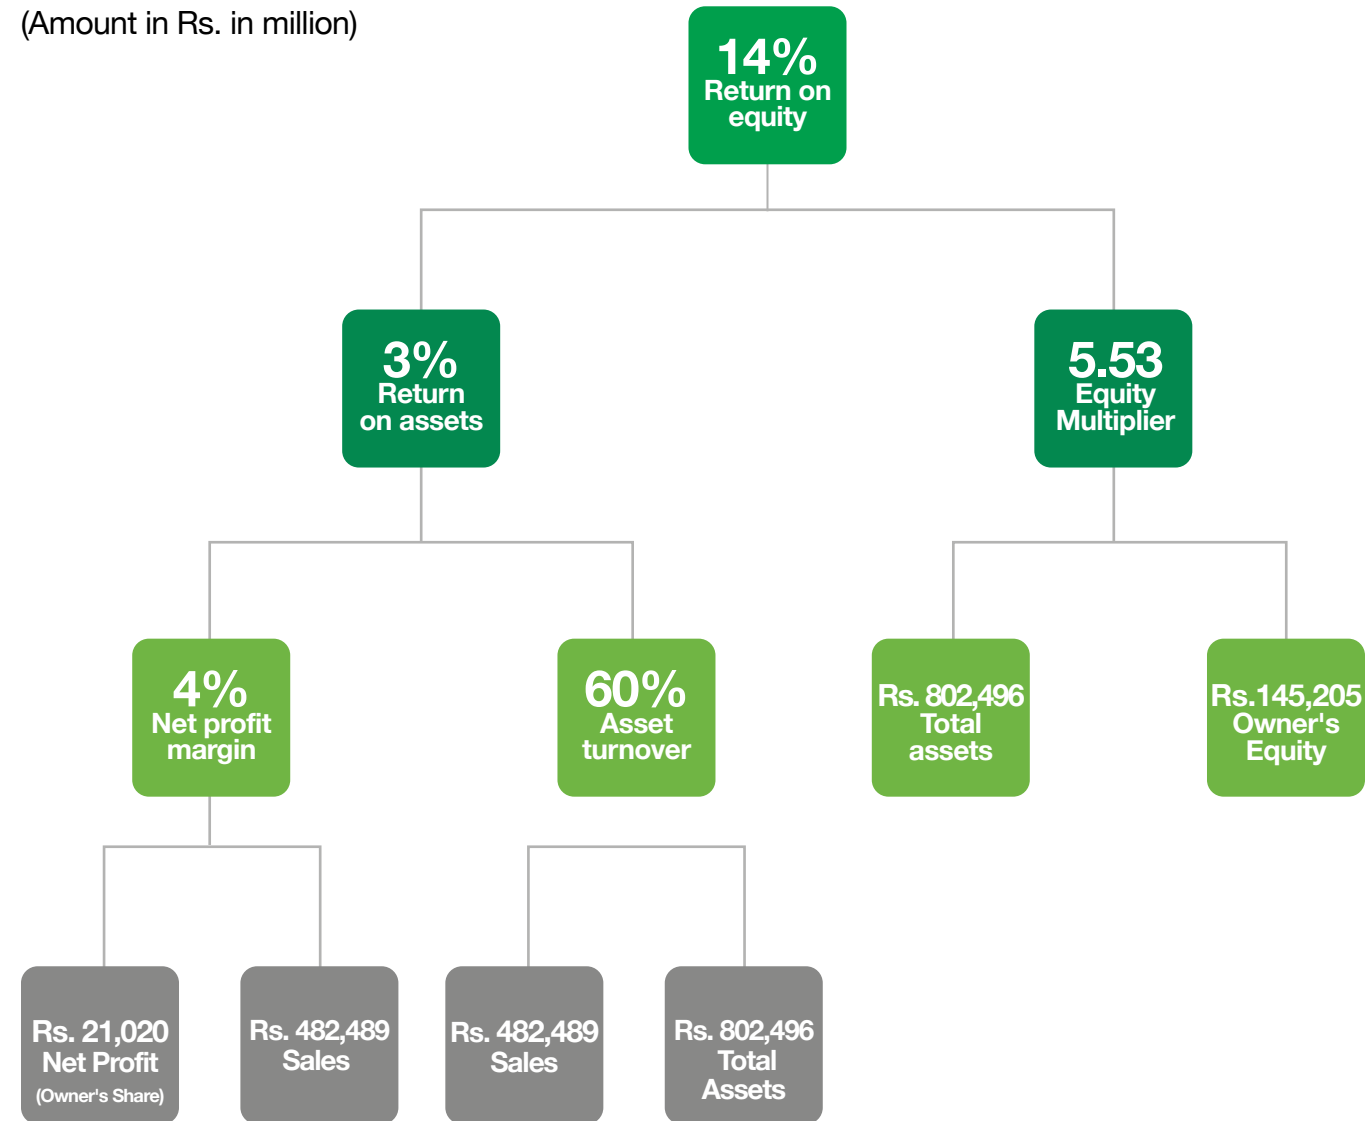 (Amount in Rs. in million)
14%
Return on
equity
3%
Return
on assets
5.53
Equity
Multiplier
4%
Net profit
margin
60%
Asset
turnover
Rs. 802,496
Total
assets
Rs.145,205
Owner's
Equity
Rs. 21,020
Net Profit
(Owner's Share)
Rs. 482,489
Sales
Rs. 482,489
Sales
Rs. 802,496
Total
Assets